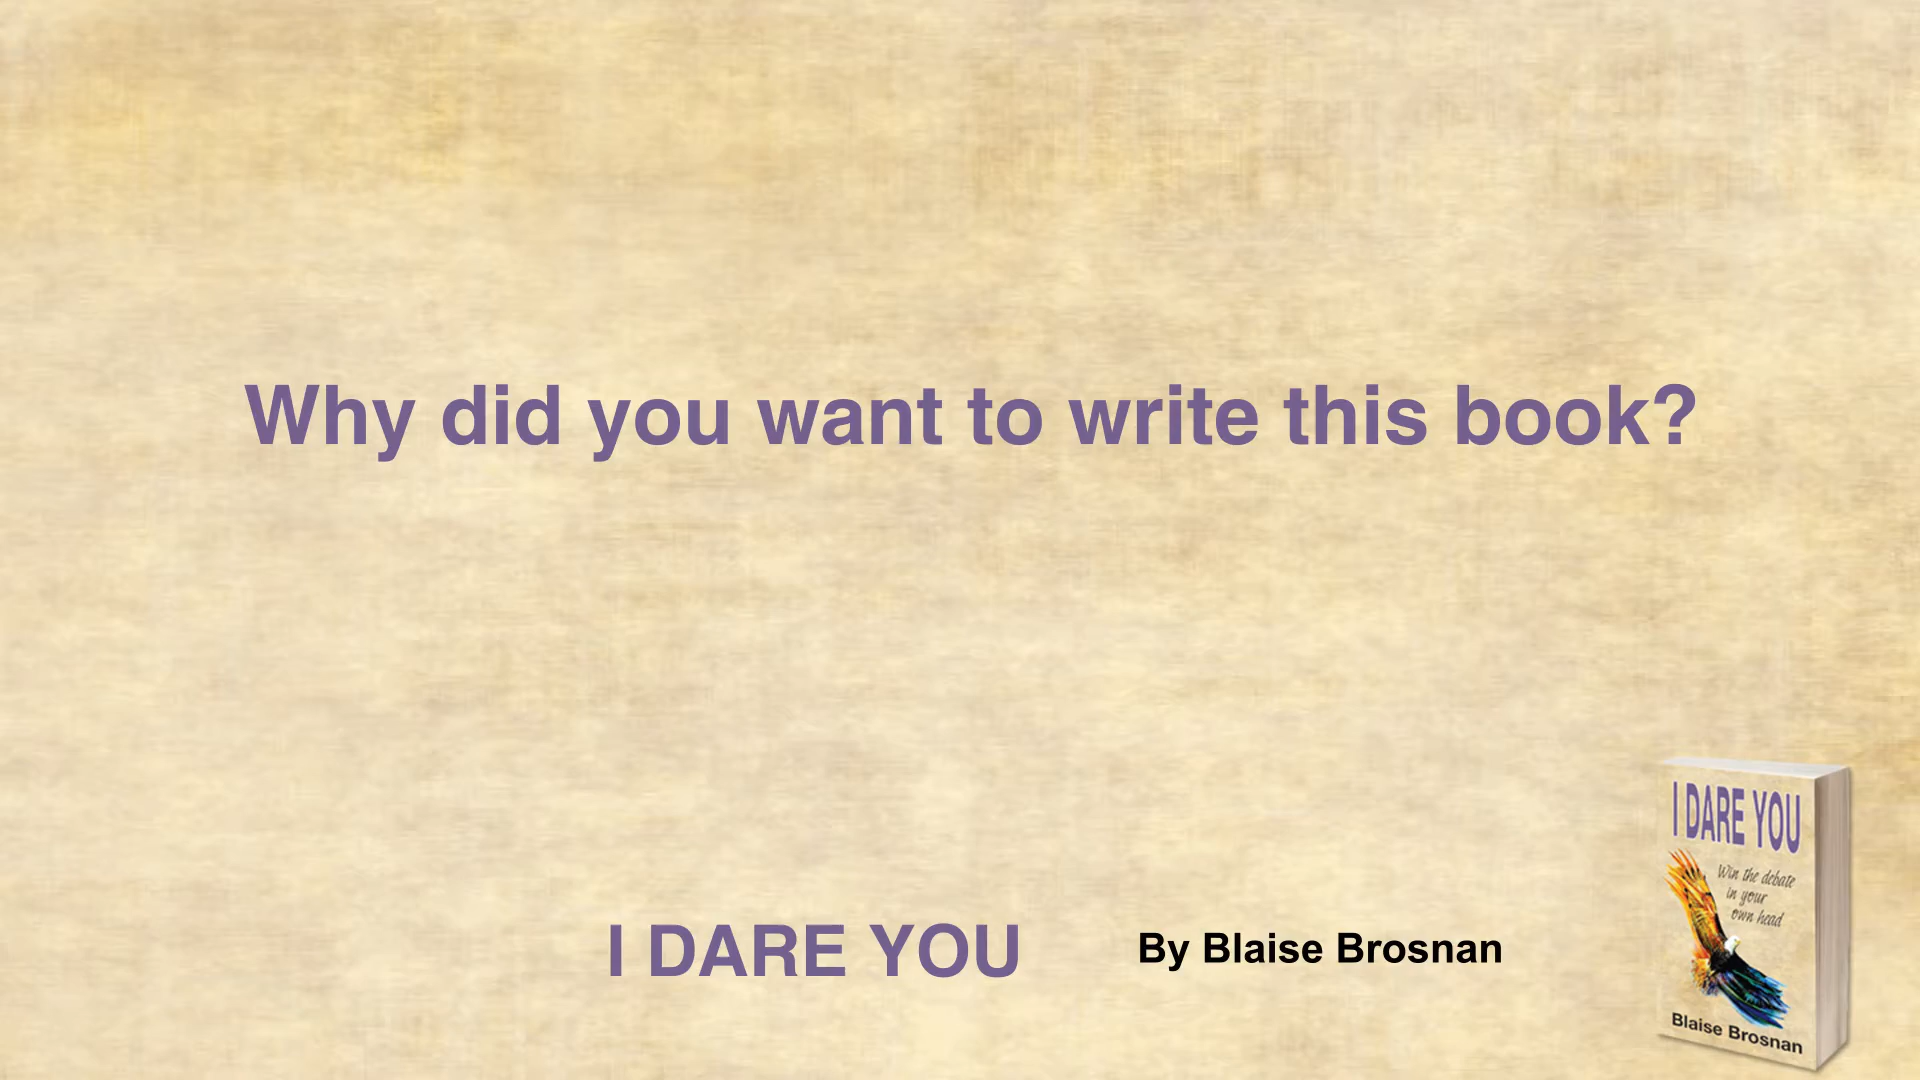 Why did you want to write this book?
I DARE YOU
By Blaise Brosnan
I DARE YOU
Win the debate
in your
own head
Blaise Brosnan